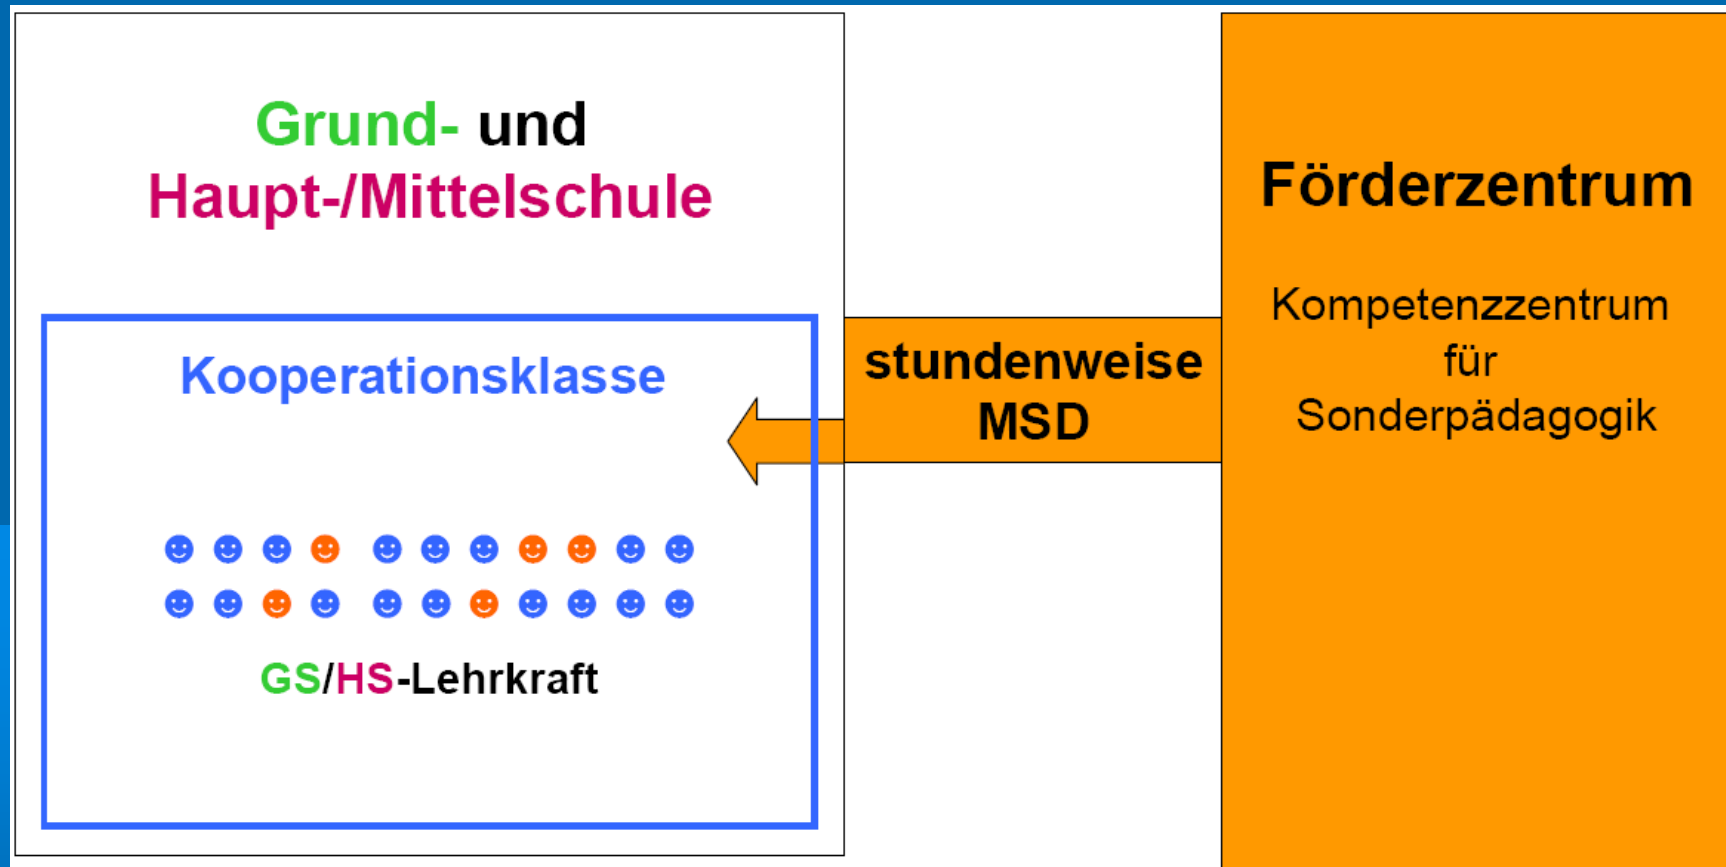 Grund- und
Haupt-/Mittelschule
Kooperationsklasse
GS/HS-Lehrkraft
stundenweise
MSD
Förderzentrum
Kompetenzzentrum
für
Sonderpädagogik